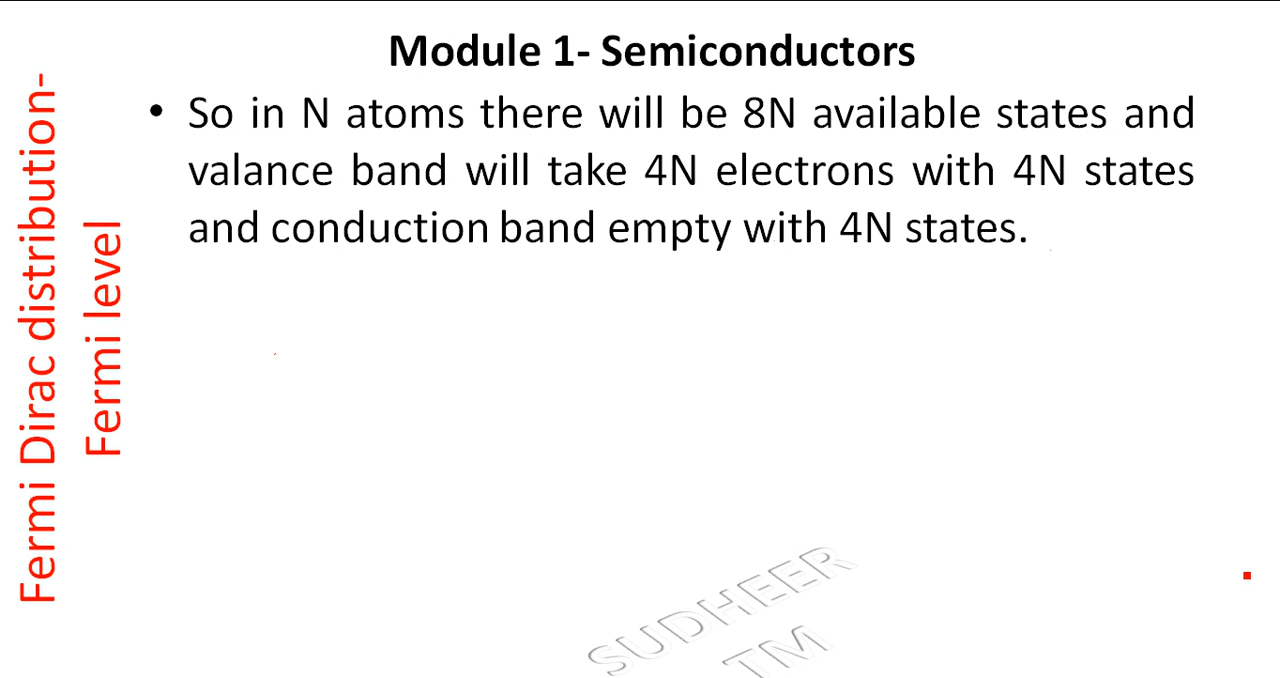 Module 1- Semiconductors
• So in N atoms there will be 8N available states and
valance band will take 4N electrons with 4N states
and conduction band empty with 4N states.
Fermi Dirac distribution-
Fermi level
SUDHEER
TM